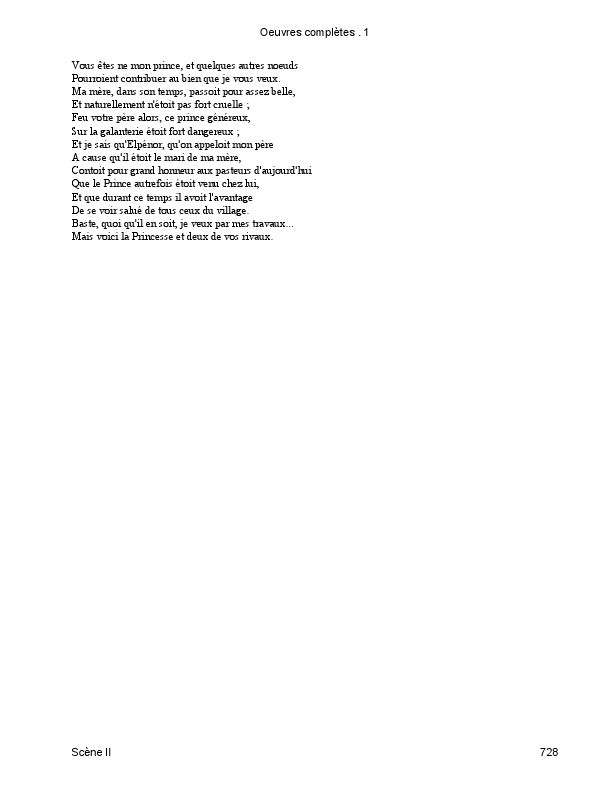 Oeuvres complètes . 1
Vous êtes ne mon prince, et quelques autres noeuds
Pourroient contribuer au bien que je vous veux.
Ma mère, dans son temps, passoit pour assez belle,
Et naturellement n'étoit pas fort cruelle ;
Feu votre père alors, ce prince généreux,
Sur la galanterie étoit fort dangereux ;
Et je sais qu'Elpénor, qu'on appeloit mon père
A cause qu'il étoit le mari de ma mère,
Contoit pour grand honneur aux pasteurs d'aujourd'hui
Que le Prince autrefois étoit venu chez lui,
Et que durant ce temps il avoit l'avantage
De se voir salué de tous ceux du village.
Baste, quoi qu'il en soit, je veux par mes travaux...
Mais voici la Princesse et deux de vos rivaux.
Scène II
728